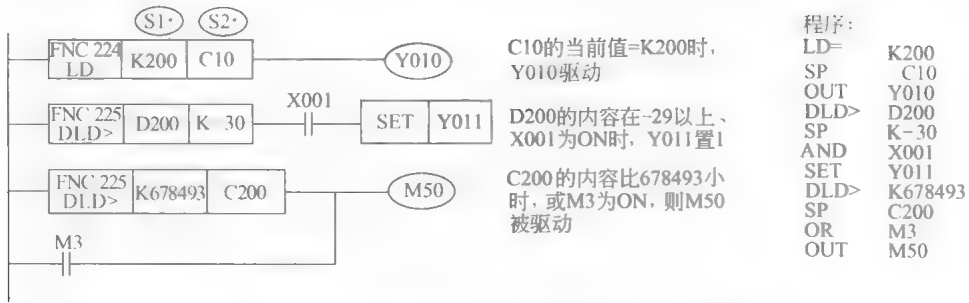 S1· S2·
FNC 224 LD K200 C10 Y010
C10的当前值=K200时,
Y010驱动
FNC 225 DLD> D200 K 30 X001 SET Y011
D200的内容在-29以上、
X001为ON时, Y011置1
FNC 225 DLD> K678493 C200 M50
C200的内容比678493小
时, 或M3为ON, 则M50
被驱动
M3
程序:
LD= K200
SP C10
OUT Y010
DLD> D200
SP K-30
AND X001
SET Y011
DLD> K678493
SP C200
OR M3
OUT M50